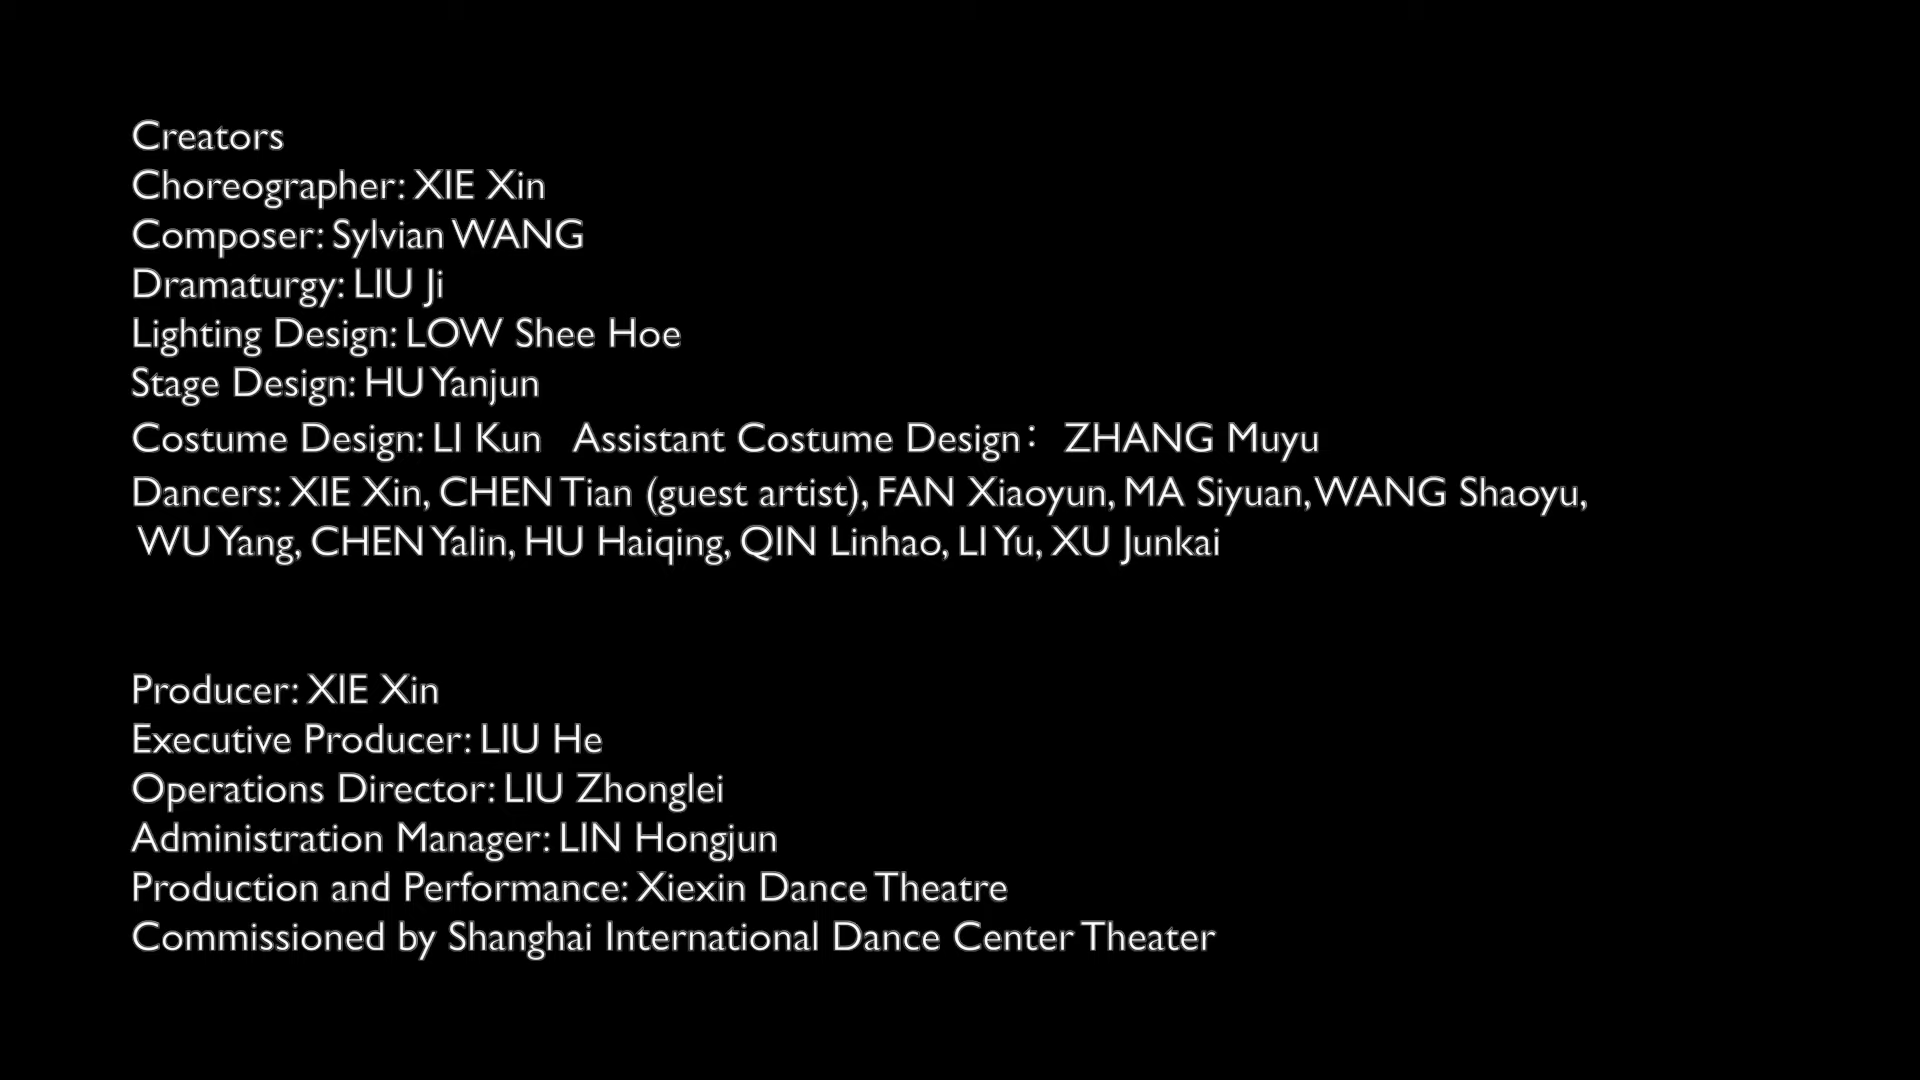 Creators
Choreographer: XIE Xin
Composer: Sylvian WANG
Dramaturgy: LIU Ji
Lighting Design: LOW Shee Hoe
Stage Design: HU Yanjun
Costume Design: LI Kun   Assistant Costume Design： ZHANG Muyu
Dancers: XIE Xin, CHEN Tian (guest artist), FAN Xiaoyun, MA Siyuan, WANG Shaoyu,
WU Yang, CHEN Yalin, HU Haiqing, QIN Linhao, LI Yu, XU Junkai
Producer: XIE Xin
Executive Producer: LIU He
Operations Director: LIU Zhonglei
Administration Manager: LIN Hongjun
Production and Performance: Xiexin Dance Theatre
Commissioned by Shanghai International Dance Center Theater